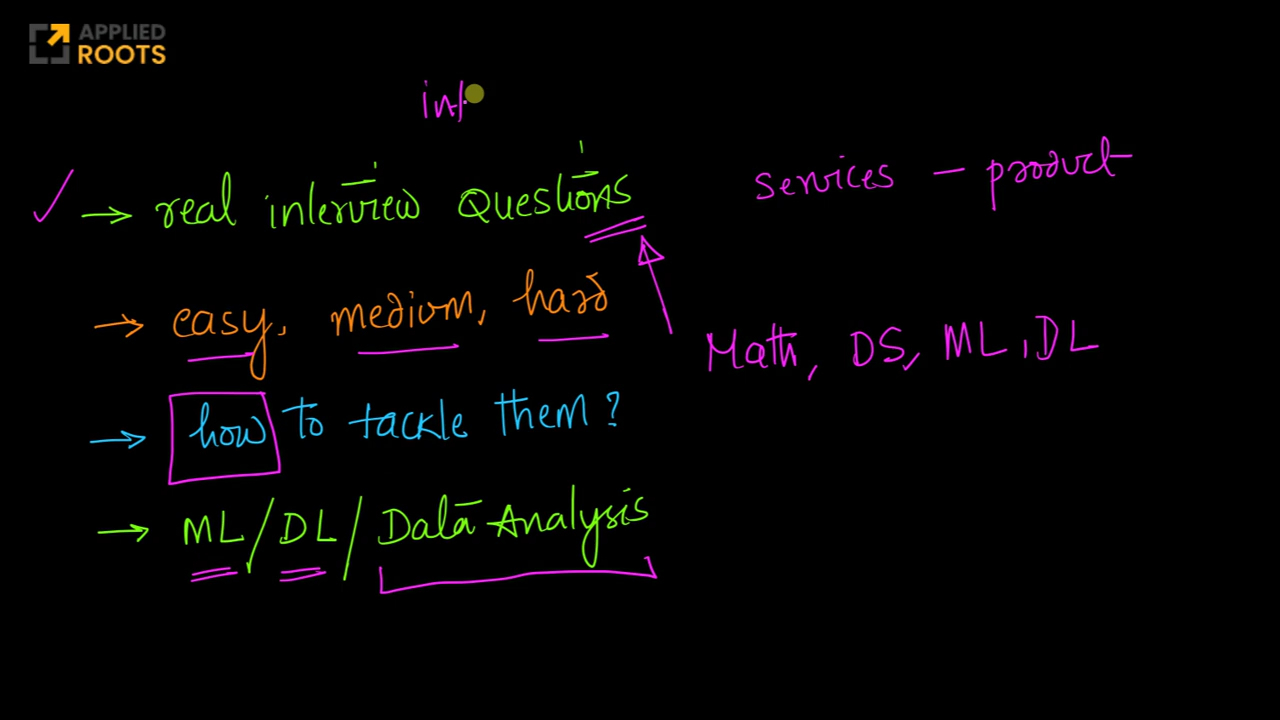 APPLIED
ROOTS
services - product
→ real interview Questions
→ easy, medium, hard
Math, DS, ML, DL
→ how to tackle them?
→ ML/DL/Data Analysis